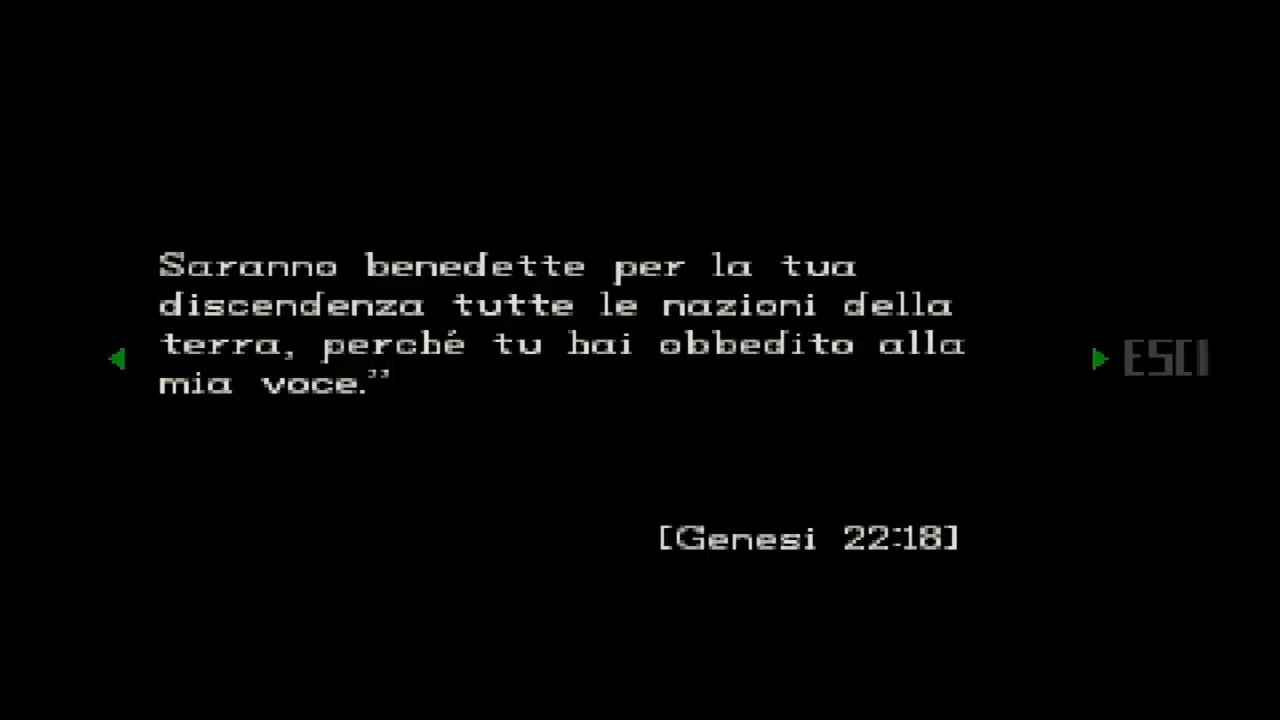 Saranno benedette per la tua
discendenza tutte le nazioni della
terra, perché tu hai obbedito alla
mia voce.”
ESCI
[Genesi 22:18]